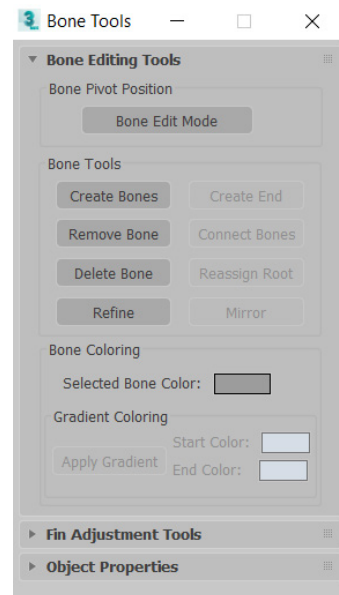 Bone Tools
Bone Editing Tools
Bone Pivot Position
Bone Edit Mode
Bone Tools
Create Bones Create End
Remove Bone Connect Bones
Delete Bone Reassign Root
Refine Mirror
Bone Coloring
Selected Bone Color:
Gradient Coloring
Start Color:
Apply Gradient
End Color:
Fin Adjustment Tools
Object Properties